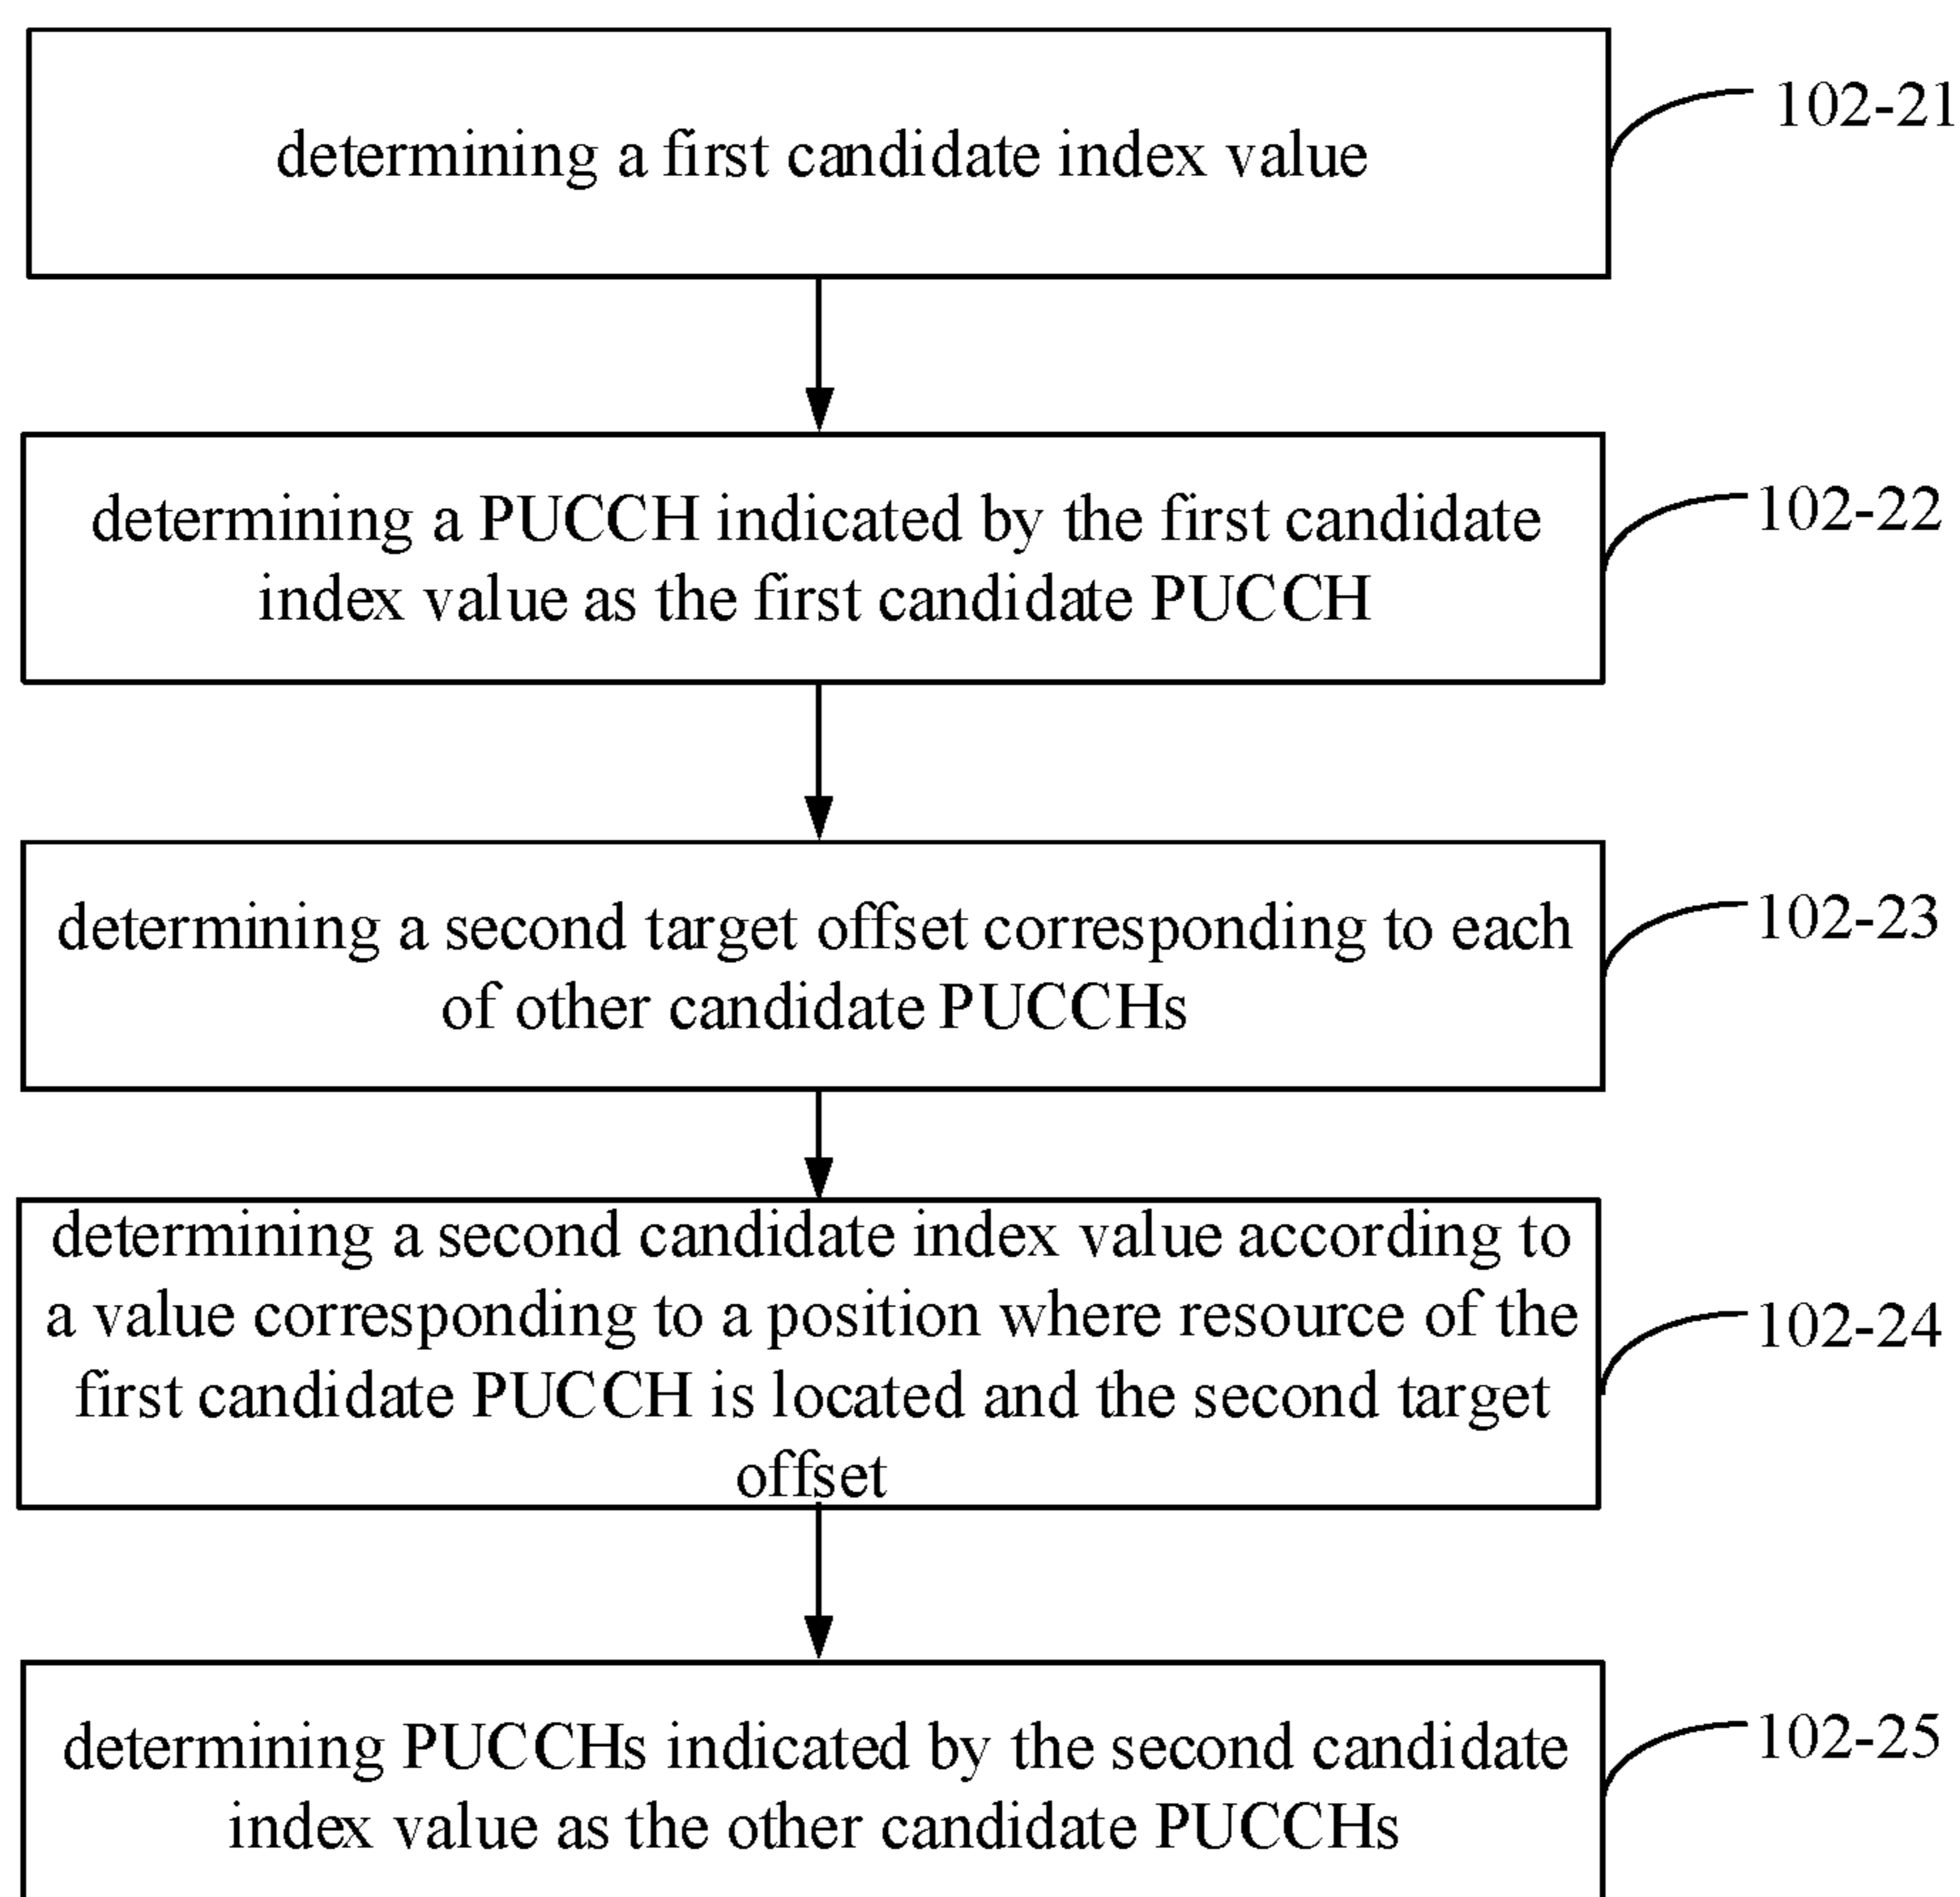 determining a first candidate index value
102-21
determining a PUCCH indicated by the first candidate
index value as the first candidate PUCCH
102-22
determining a second target offset corresponding to each
of other candidate PUCCHs
102-23
determining a second candidate index value according to
a value corresponding to a position where resource of the
first candidate PUCCH is located and the second target
offset
102-24
determining PUCCHs indicated by the second candidate
index value as the other candidate PUCCHs
102-25